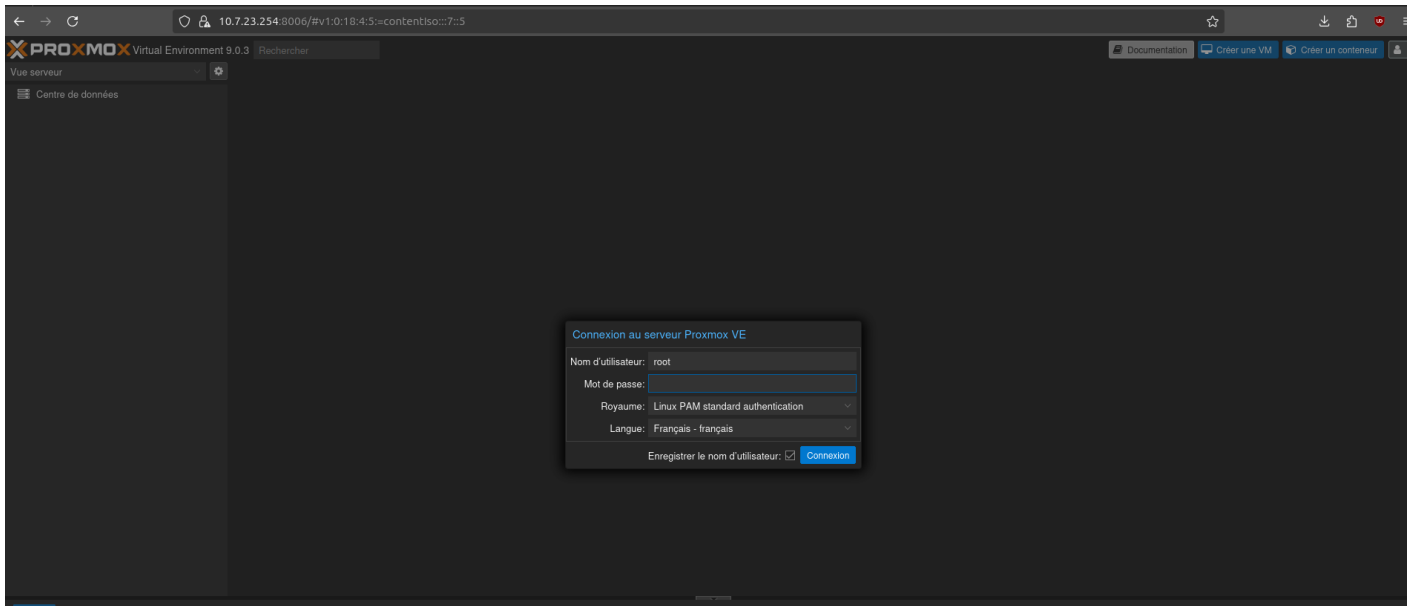 10.7.23.254:8006/#v1:0:18:4:5:=contentIso:::7::5
PROXMOX Virtual Environment 9.0.3 Rechercher Documentation Créer une VM Créer un conteneur
Vue serveur
Centre de données
Connexion au serveur Proxmox VE
Nom d'utilisateur: root
Mot de passe:
Royaume: Linux PAM standard authentication
Langue: Français - français
Enregistrer le nom d'utilisateur: Connexion